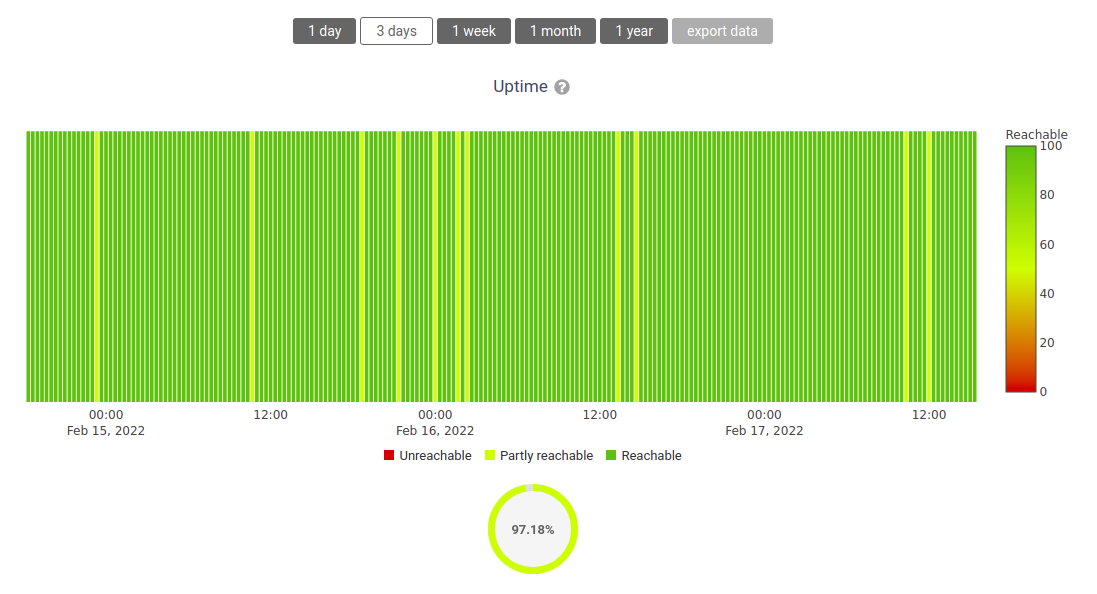 1 day 3 days 1 week 1 month 1 year export data
Uptime ?
Reachable
100
80
60
40
20
0
00:00 12:00 00:00 12:00 00:00 12:00
Feb 15, 2022 Feb 16, 2022 Feb 17, 2022
Unreachable Partly reachable Reachable
97.18%